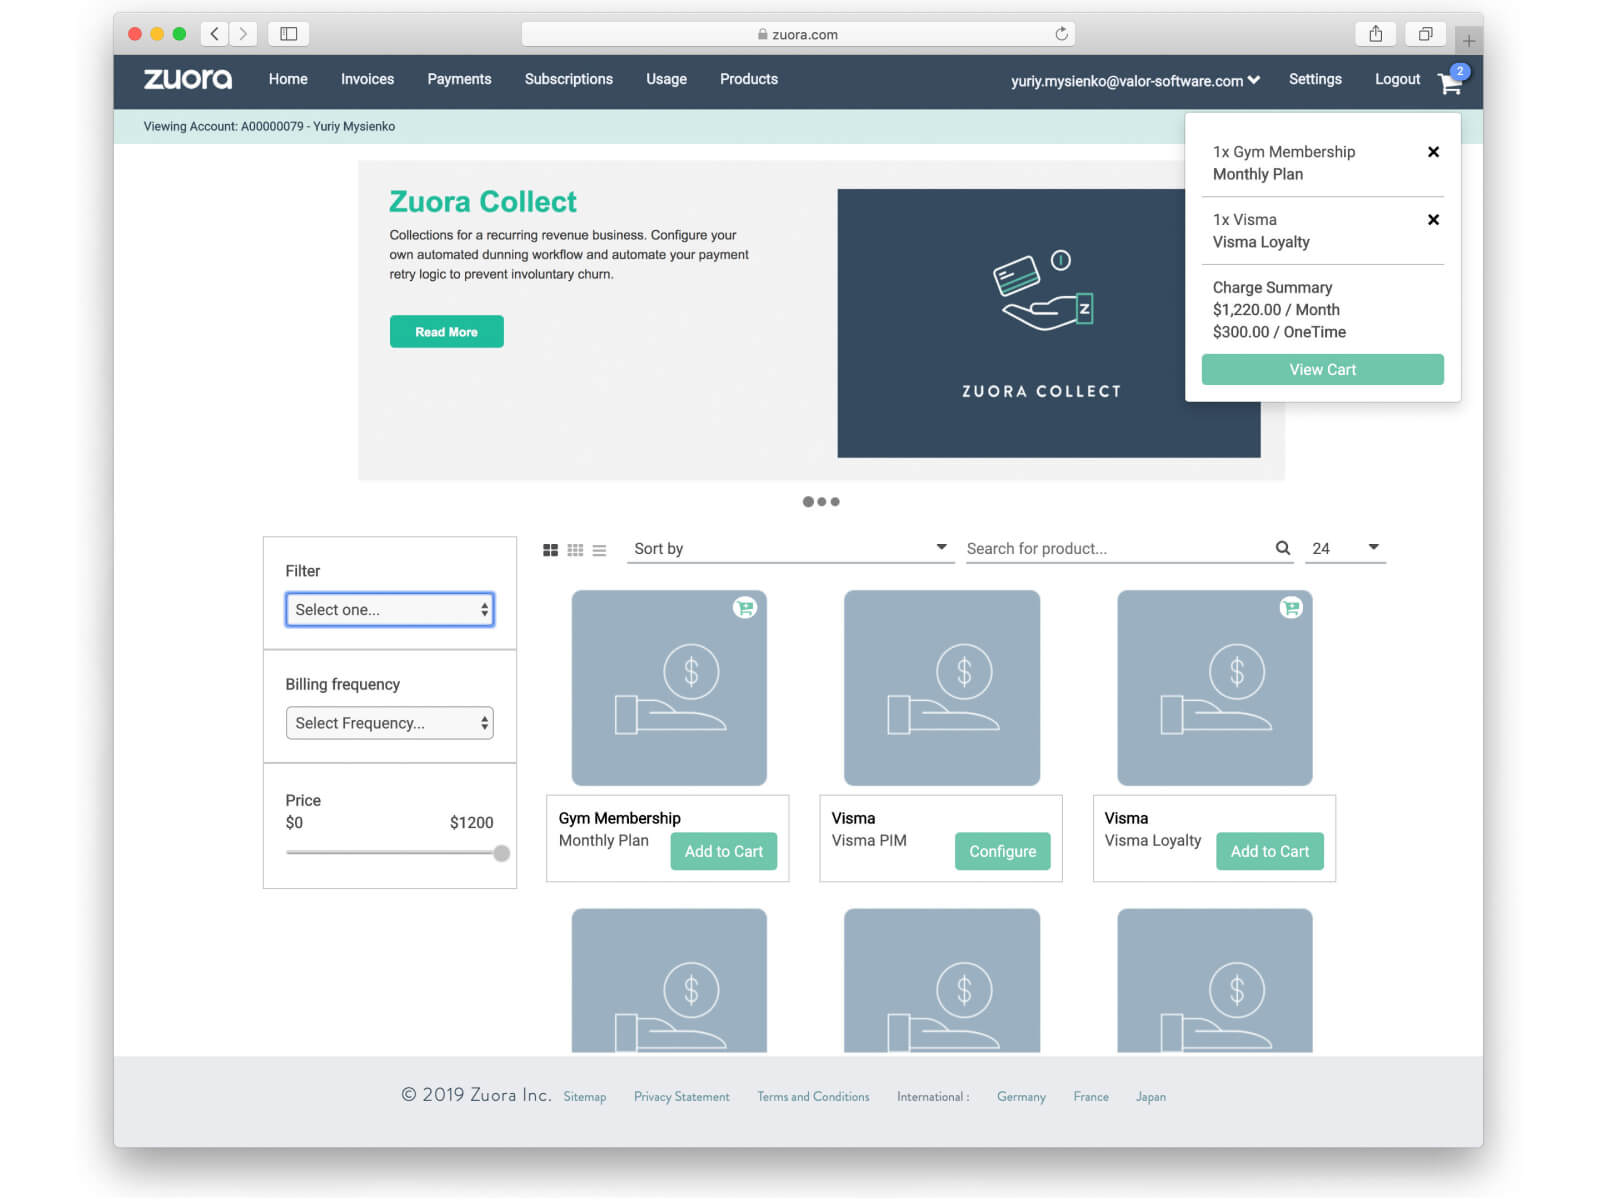 zuora.com
zuora Home Invoices Payments Subscriptions Usage Products yuriy.mysienko@valor-software.com Settings Logout 2
Viewing Account: A00000079 - Yuriy Mysienko
1x Gym Membership
Monthly Plan
1x Visma
Visma Loyalty
Charge Summary
$1,220.00 / Month
$300.00 / OneTime
View Cart
Zuora Collect
Collections for a recurring revenue business. Configure your
own automated dunning workflow and automate your payment
retry logic to prevent involuntary churn.
Read More
Z
ZUORA COLLECT
Filter
Select one...
Billing frequency
Select Frequency...
Price
$0 $1200
Sort by Search for product... 24
$ $ $
Gym Membership
Monthly Plan
Add to Cart
Visma
Visma PIM
Configure
Visma
Visma Loyalty
Add to Cart
$ $ $
© 2019 Zuora Inc. Sitemap Privacy Statement Terms and Conditions International : Germany France Japan